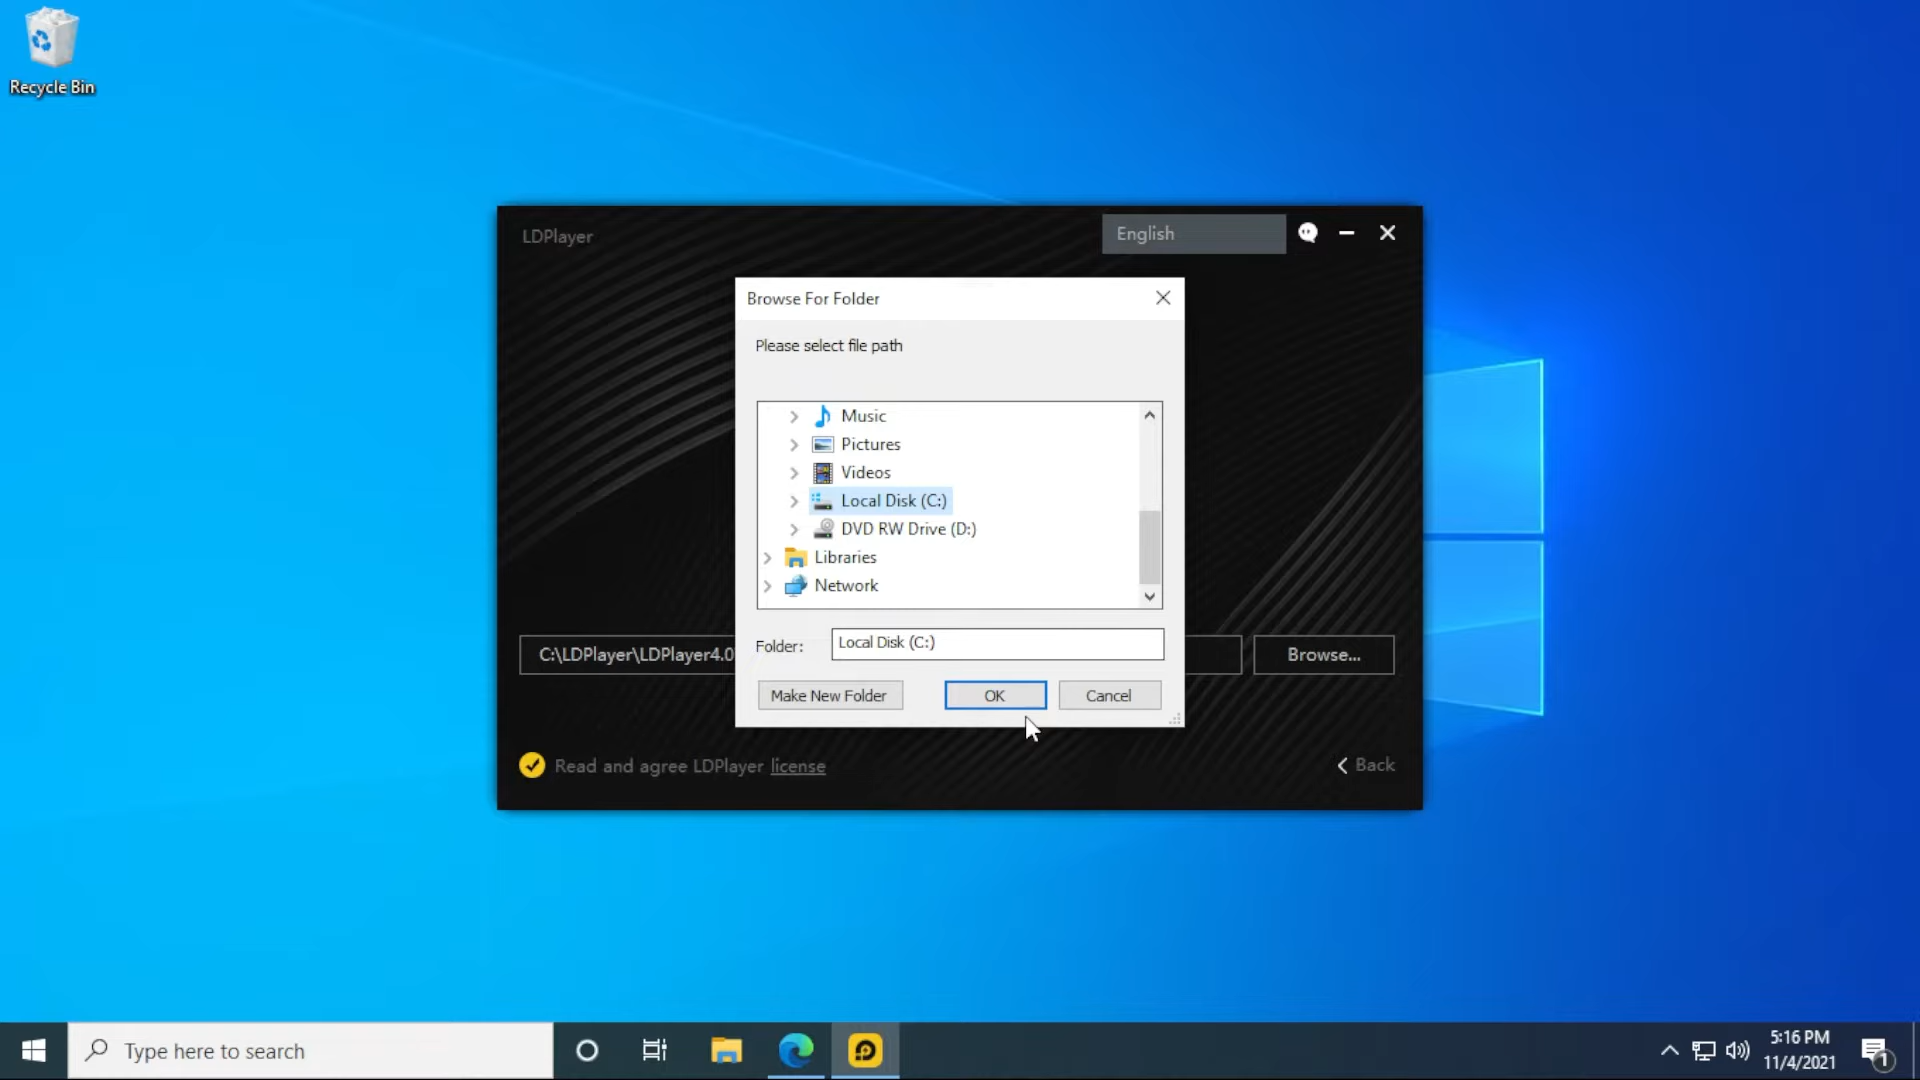 Recycle Bin
LDPlayer
English
Browse For Folder
Please select file path
Music
Pictures
Videos
Local Disk (C:)
DVD RW Drive (D:)
Libraries
Network
Folder: Local Disk (C:)
C:\LDPlayer\LDPlayer4.0
Browse...
Make New Folder OK Cancel
Read and agree LDPlayer license
Back
Type here to search
5:16 PM
11/4/2021
1